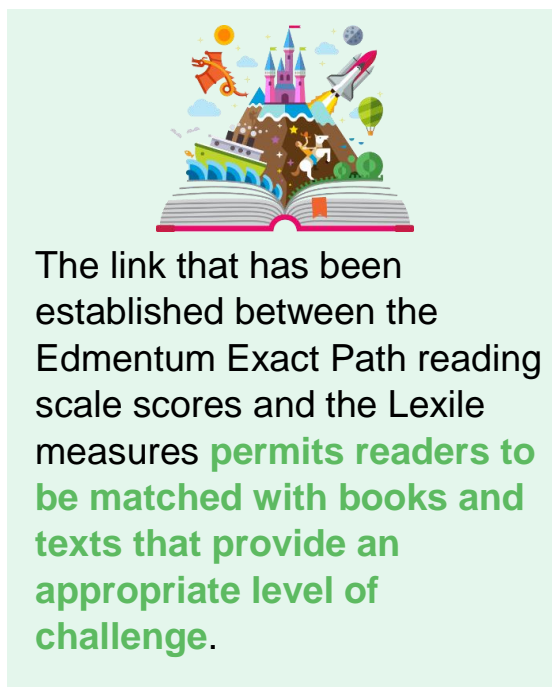 The link that has been
established between the
Edmentum Exact Path reading
scale scores and the Lexile
measures permits readers to
be matched with books and
texts that provide an
appropriate level of
challenge.